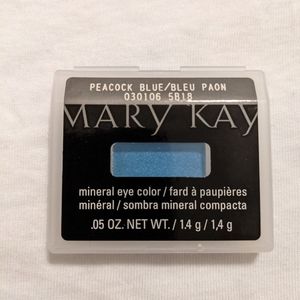 PEACOCK BLUE/BLEU PAON
030106 5B18
MARY KAY
mineral eye color / fard à paupières
minéral / sombra mineral compacta
.05 OZ. NET WT. / 1.4 g / 1,4 g